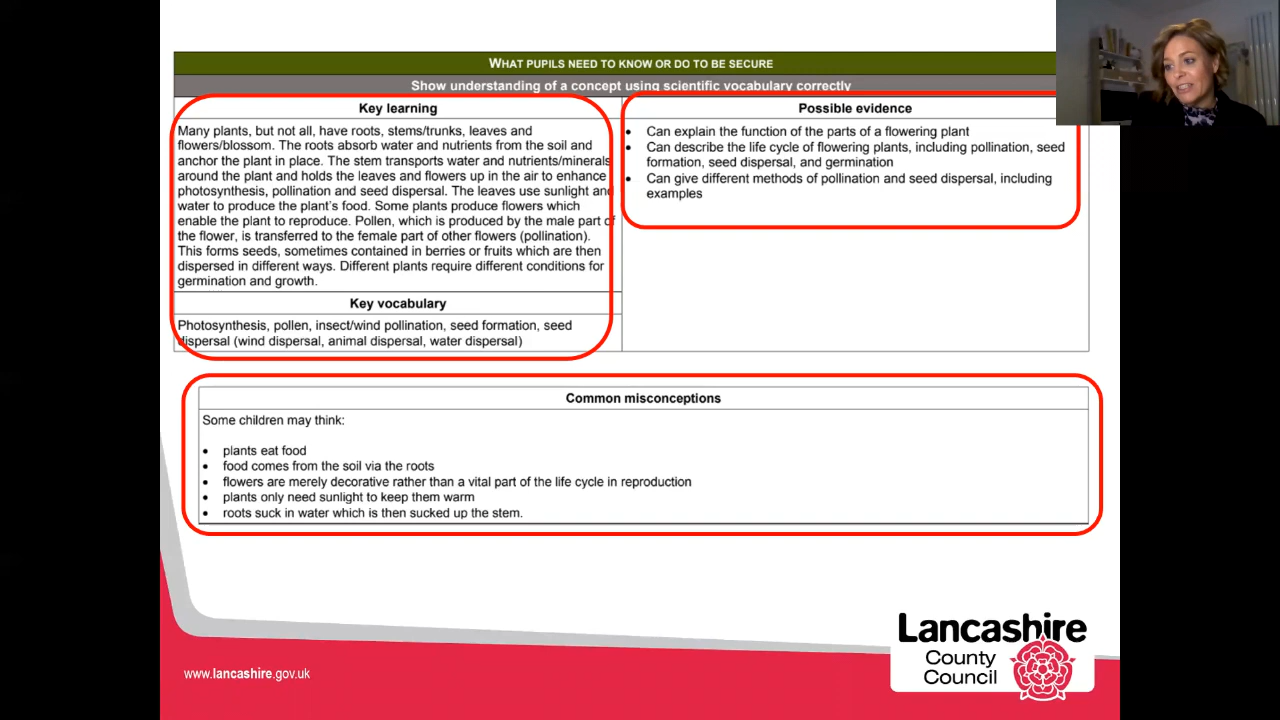 WHAT PUPILS NEED TO KNOW OR DO TO BE SECURE
Show understanding of a concept using scientific vocabulary correctly
Key learning
Many plants, but not all, have roots, stems/trunks, leaves and
flowers/blossom. The roots absorb water and nutrients from the soil and
anchor the plant in place. The stem transports water and nutrients/minerals
around the plant and holds the leaves and flowers up in the air to enhance
photosynthesis, pollination and seed dispersal. The leaves use sunlight and
water to produce the plant's food. Some plants produce flowers which
enable the plant to reproduce. Pollen, which is produced by the male part of
the flower, is transferred to the female part of other flowers (pollination).
This forms seeds, sometimes contained in berries or fruits which are then
dispersed in different ways. Different plants require different conditions for
germination and growth.
Key vocabulary
Photosynthesis, pollen, insect/wind pollination, seed formation, seed
dispersal (wind dispersal, animal dispersal, water dispersal)
Possible evidence
• Can explain the function of the parts of a flowering plant
• Can describe the life cycle of flowering plants, including pollination, seed
formation, seed dispersal, and germination
• Can give different methods of pollination and seed dispersal, including
examples
Common misconceptions
Some children may think:
• plants eat food
• food comes from the soil via the roots
• flowers are merely decorative rather than a vital part of the life cycle in reproduction
• plants only need sunlight to keep them warm
• roots suck in water which is then sucked up the stem.
www.lancashire.gov.uk
Lancashire
County
Council